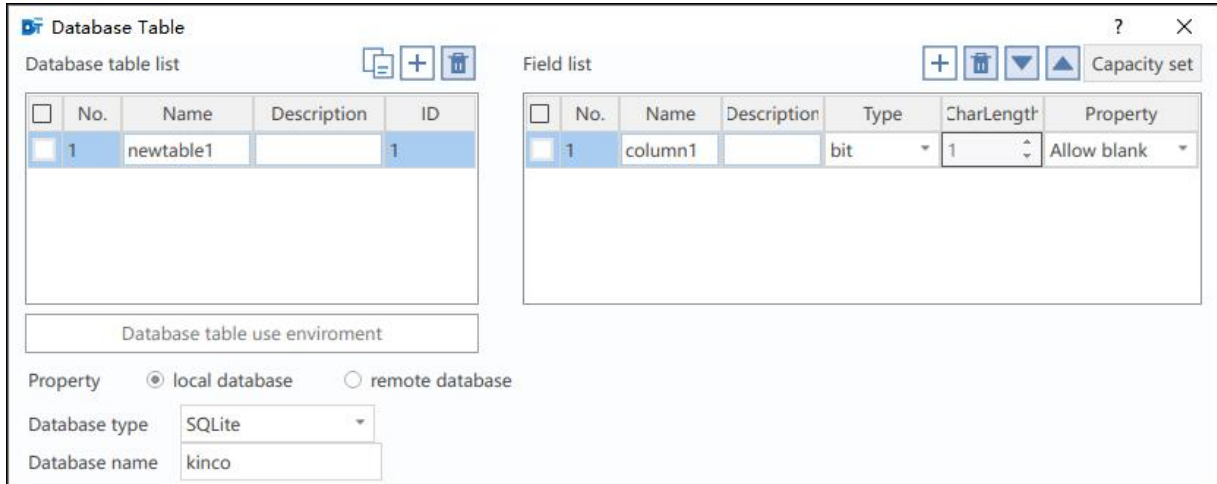 DT Database Table ? ×
Database table list
Field list Capacity set
No. Name Description ID
1 newtable1 1
No. Name Description Type CharLength Property
1 column1 bit 1 Allow blank
Database table use enviroment
Property local database remote database
Database type SQLite
Database name kinco